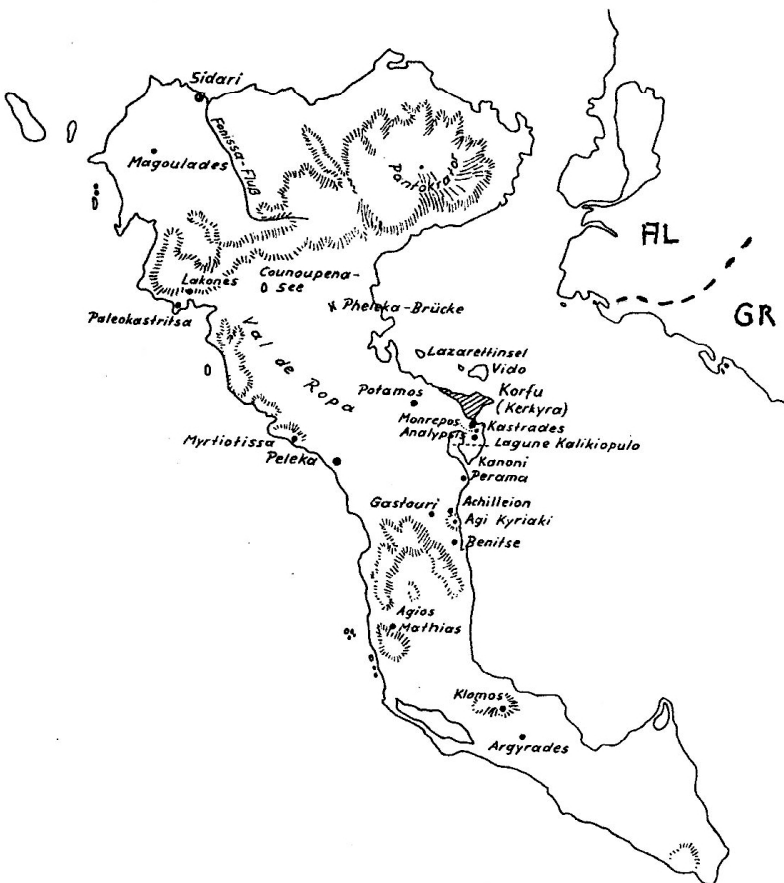 Sidari
Fonissa-Fluß
Magoulades
Pantokrator
AL
GR
Counoupena-
See
Lakones
Paleokastritsa
Pheleka-Brücke
Val de Ropa
Lazarettinsel
Vido
Potamos
Korfu
(Kerkyra)
Monrepos
Kastrades
Analypsis
Lagune Kalikiopulo
Myrtiotissa
Peleka
Kanoni
Perama
Gastouri
Achilleion
Agi Kyriaki
Benitse
Agios
Mathias
Klomos
Argyrades